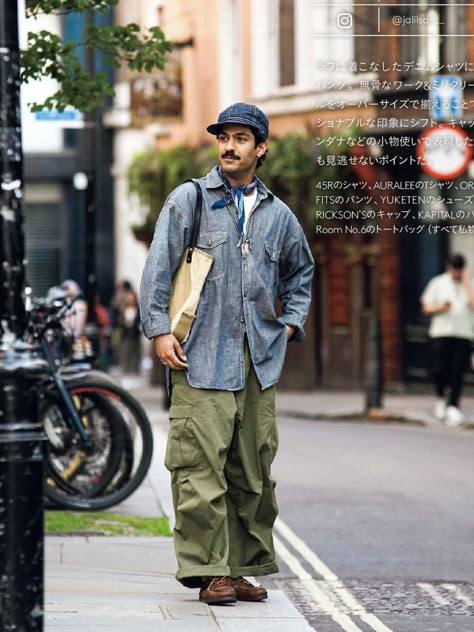 @jalilson__
ラフに着こなしたデニムシャツに
パンツ。無骨なワーク&ミリタリー
ルをオーバーサイズで揃えることで
ショナブルな印象にシフト。キャッ
ンダナなどの小物使いで表現した
も見逃せないポイントだ。
45Rのシャツ、AURALEEのTシャツ、OR
FITSのパンツ、YUKETENのシューズ
RICKSON'Sのキャップ、KAPITALのバ
Room No.6のトートバッグ(すべて私物